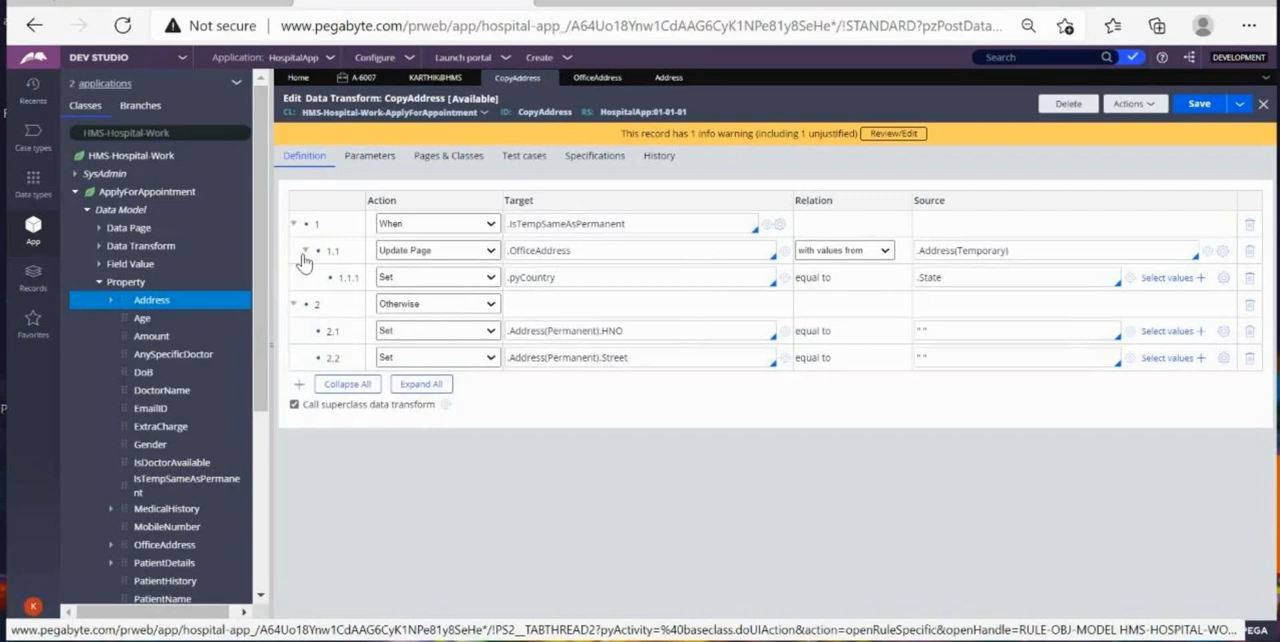 Not secure www.pegabyte.com/prweb/app/hospital-app_/A64Uo18Ynw1CdAAG6CyK1NPe81y8SeHe*/!STANDARD?pzPostData...
DEV STUDIO Application: HospitalApp Configure Launch portal Create Search DEVELOPMENT
2 applications
Home A-6007 KARTHIK@HMS CopyAddress OfficeAddress Address
Recents
Classes Branches
Edit Data Transform: CopyAddress [Available]
CL: HMS-Hospital-Work-ApplyForAppointment ID: CopyAddress RS: HospitalApp:01-01-01
Delete Actions Save
HMS-Hospital-Work
This record has 1 info warning (including 1 unjustified) Review/Edit
Case types
HMS-Hospital-Work
Definition Parameters Pages & Classes Test cases Specifications History
SysAdmin
Data types
ApplyForAppointment
Data Model
Data Page
Data Transform
App
Field Value
Property
Records
Address
Age
Favorites
Amount
AnySpecificDoctor
DoB
DoctorName
EmailID
ExtraCharge
Gender
IsDoctorAvailable
IsTempSameAsPermane
nt
MedicalHistory
MobileNumber
OfficeAddress
PatientDetails
PatientHistory
PatientName
Action Target Relation Source
1 When .IsTempSameAsPermanent
1.1 Update Page .OfficeAddress with values from .Address(Temporary)
1.1.1 Set .pyCountry equal to .State Select values
2 Otherwise
2.1 Set .Address(Permanent).HNO equal to " " Select values
2.2 Set .Address(Permanent).Street equal to " " Select values
Collapse All Expand All
Call superclass data transform
K
www.pegabyte.com/prweb/app/hospital-app_/A64Uo18Ynw1CdAAG6CyK1NPe81y8SeHe*/!PS2__TABTHREAD2?pyActivity=%40baseclass.doUIAction&action=openRuleSpecific&openHandle=RULE-OBJ-MODEL HMS-HOSPITAL-WO... PEGA